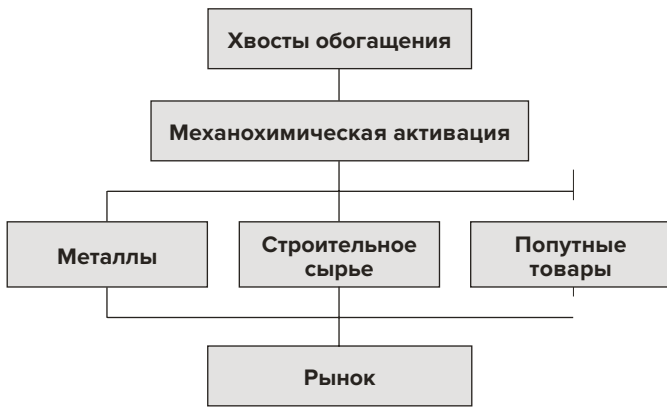 Хвосты обогащения
Механохимическая активация
Металлы
Строительное
сырье
Попутные
товары
Рынок